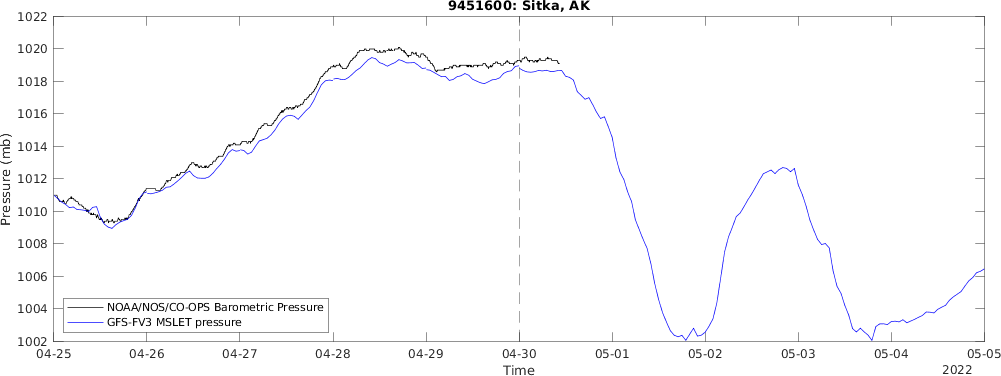 9451600: Sitka, AK
1022
1020
1018
1016
1014
1012
1010
1008
1006
1004
1002
Pressure (mb)
NOAA/NOS/CO-OPS Barometric Pressure
GFS-FV3 MSLET pressure
04-25 04-26 04-27 04-28 04-29 04-30 05-01 05-02 05-03 05-04 05-05
Time
2022